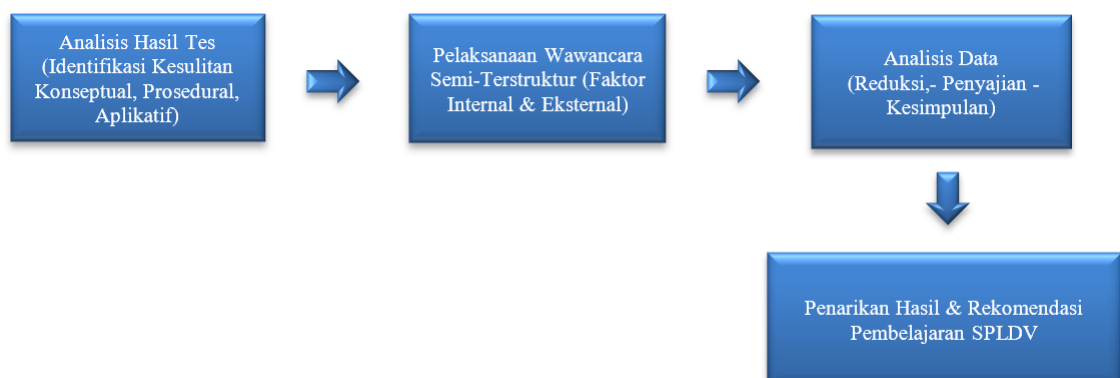 Analisis Hasil Tes
(Identifikasi Kesulitan
Konseptual, Prosedural,
Aplikatif)
Pelaksanaan Wawancara
Semi-Terstruktur (Faktor
Internal & Eksternal)
Analisis Data
(Reduksi,- Penyajian -
Kesimpulan)
Penarikan Hasil & Rekomendasi
Pembelajaran SPLDV